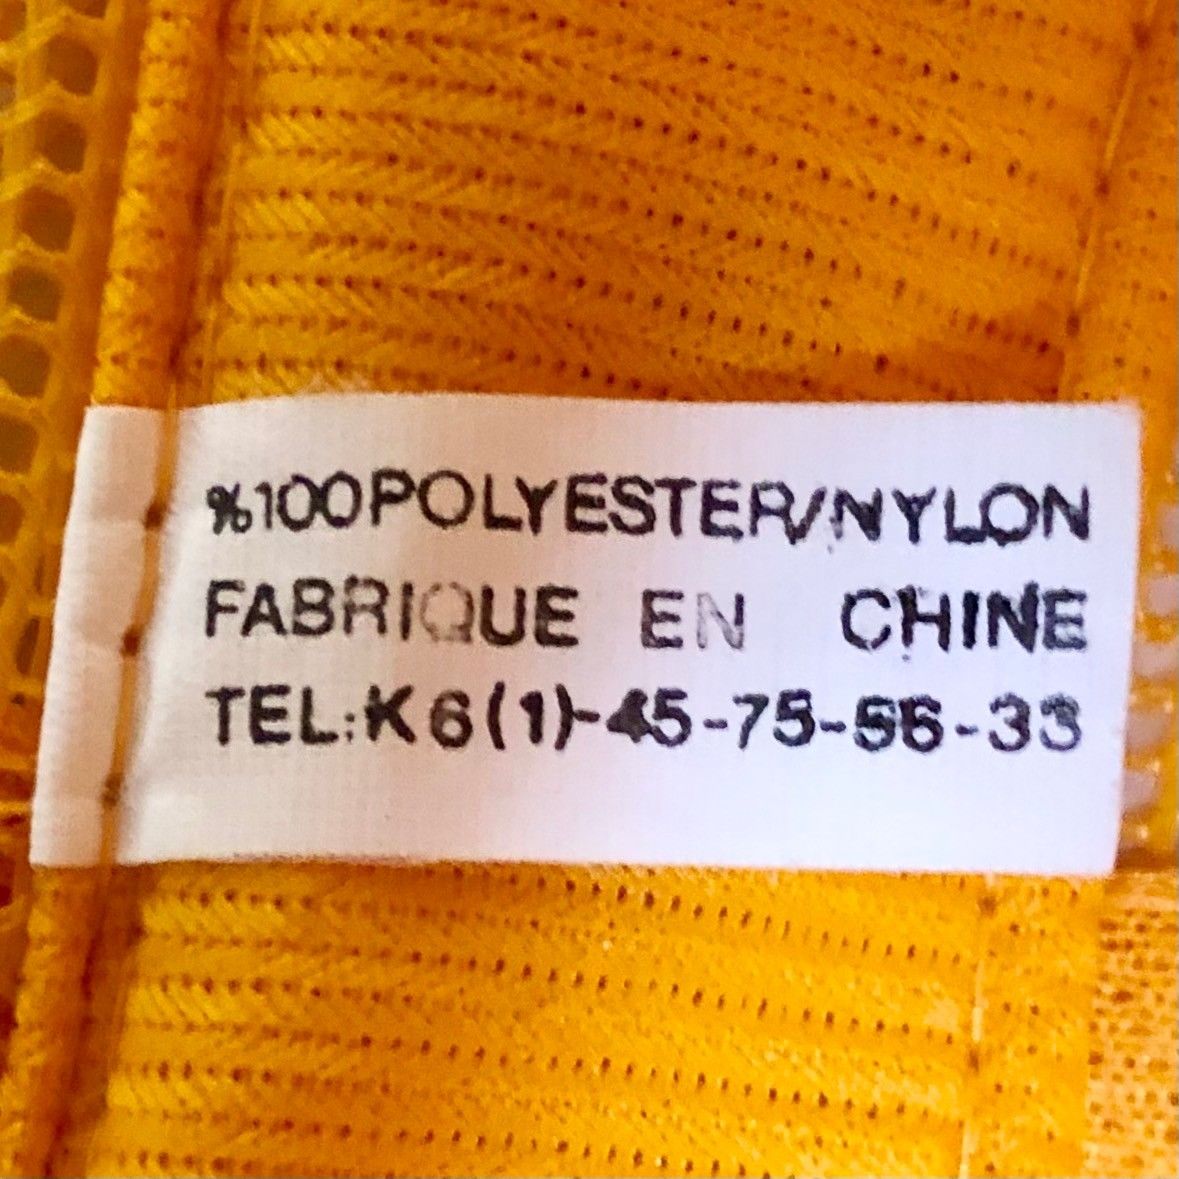 %100POLYESTER/NYLON
FABRIQUE EN CHINE
TEL:K6(1)-45-75-56-33